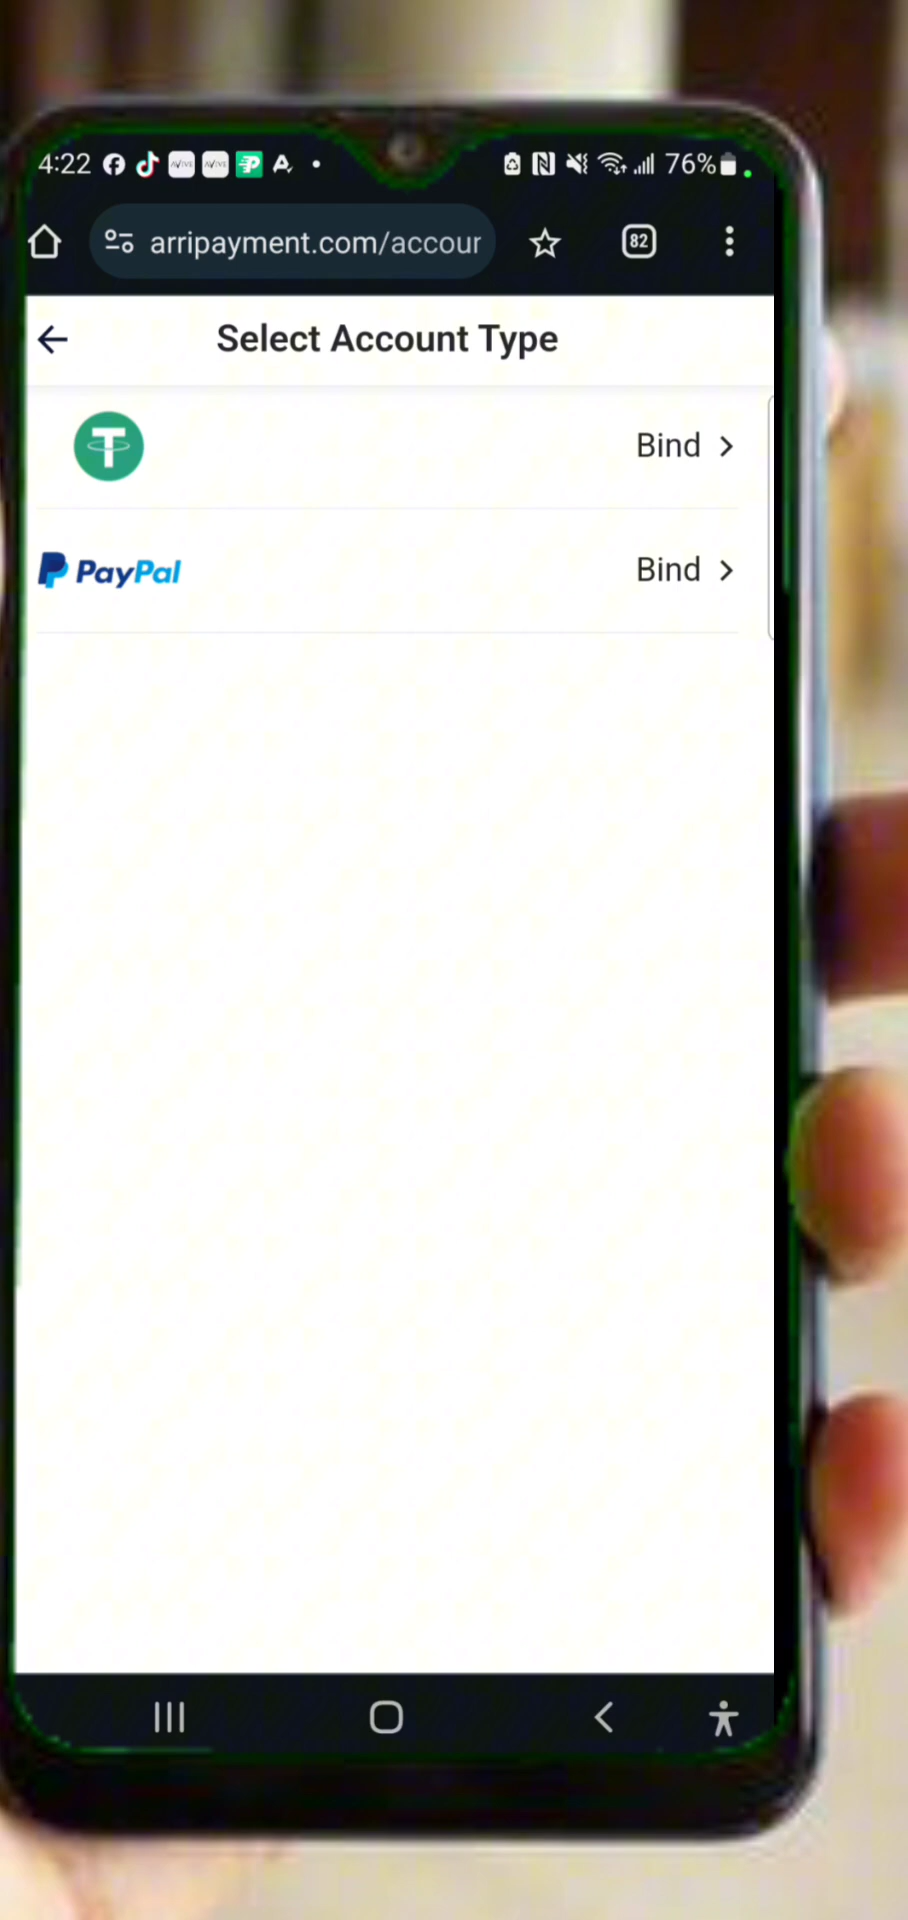 4:22 76%
arripayment.com/accour 82
Select Account Type
Bind
PayPal Bind